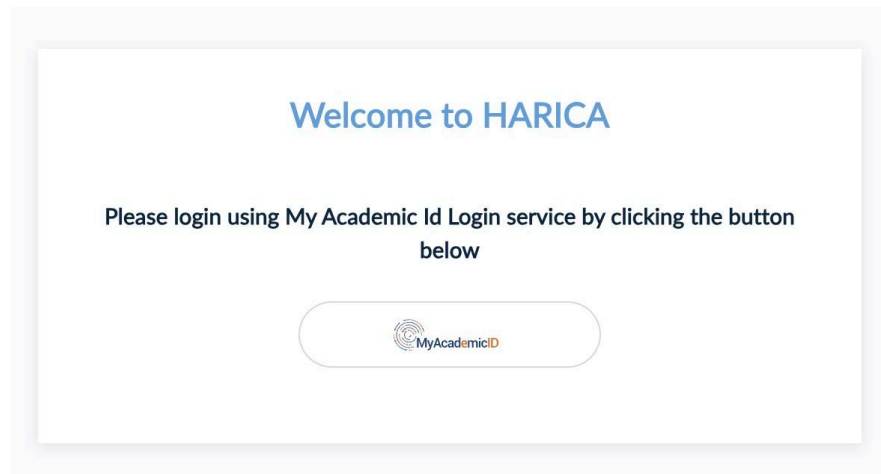 Welcome to HARICA
Please login using My Academic Id Login service by clicking the button
below
MyAcademicID